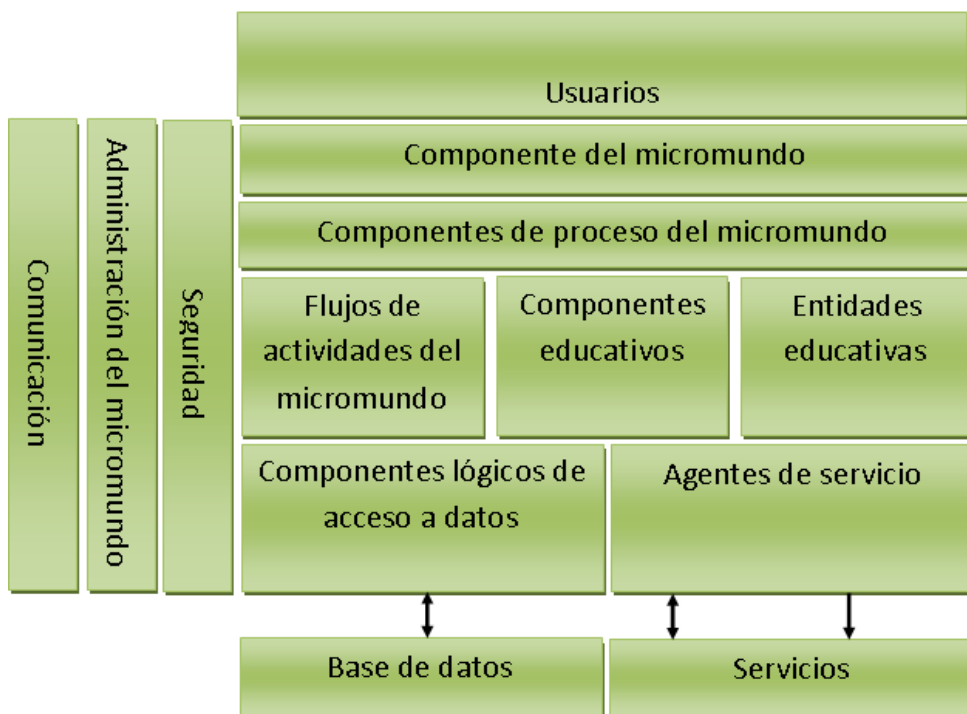 Usuarios
Componente del micromundo
Componentes de proceso del micromundo
Comunicación
Administración del micromundo
Seguridad
Flujos de
actividades del
micromundo
Componentes
educativos
Entidades
educativas
Componentes lógicos de
acceso a datos
Agentes de servicio
Base de datos
Servicios